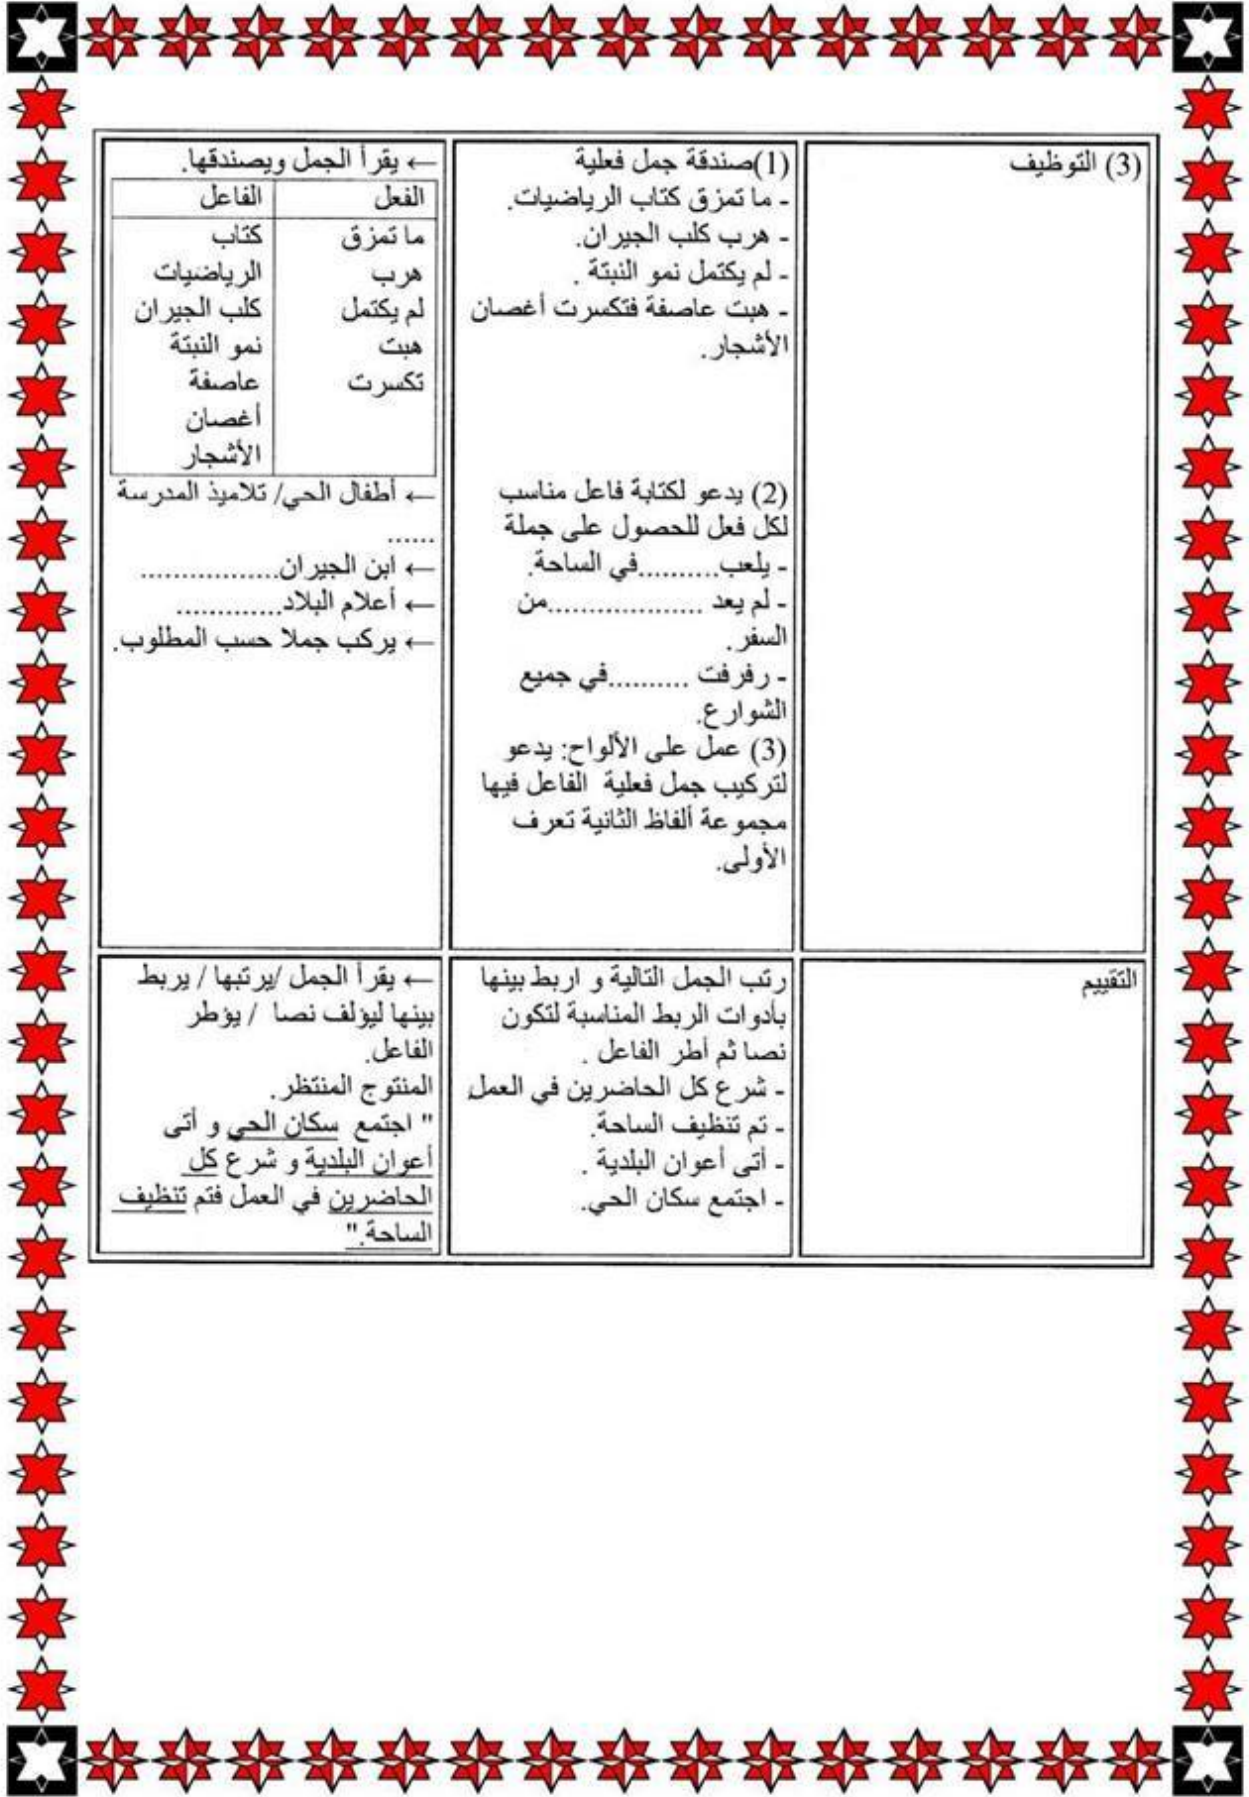 (3) التوظيف
(1)صندقة جمل فعلية
- ما تمزق كتاب الرياضيات.
- هرب كلب الجيران.
- لم يكتمل نمو النبتة .
- هبت عاصفة فتكسرت أغصان
الأشجار.
(2) يدعو لكتابة فاعل مناسب
لكل فعل للحصول على جملة
- يلعب..........في الساحة.
- لم يعد ..................من
السفر.
- رفرفت ..........في جميع
الشوارع.
(3) عمل على الألواح: يدعو
لتركيب جمل فعلية الفاعل فيها
مجموعة ألفاظ الثانية تعرف
الأولى.
← يقرأ الجمل ويصندقها.
الفعل الفاعل
ما تمزق كتاب
هرب الرياضيات
لم يكتمل كلب الجيران
هبت نمو النبتة
تكسرت عاصفة
أغصان
الأشجار
← أطفال الحي/ تلاميذ المدرسة
......
← ابن الجيران.................
← أعلام البلاد.............
← يركب جملا حسب المطلوب.
التقييم
رتب الجمل التالية و اربط بينها
بأدوات الربط المناسبة لتكون
نصا ثم أطر الفاعل .
- شرع كل الحاضرين في العمل
- تم تنظيف الساحة.
- أتى أعوان البلدية .
- اجتمع سكان الحي.
← يقرأ الجمل /يرتبها / يربط
بينها ليؤلف نصا / يؤطر
الفاعل.
المنتوج المنتظر.
" اجتمع سكان الحي و أتى
أعوان البلدية و شرع كل
الحاضرين في العمل فتم تنظيف
الساحة."